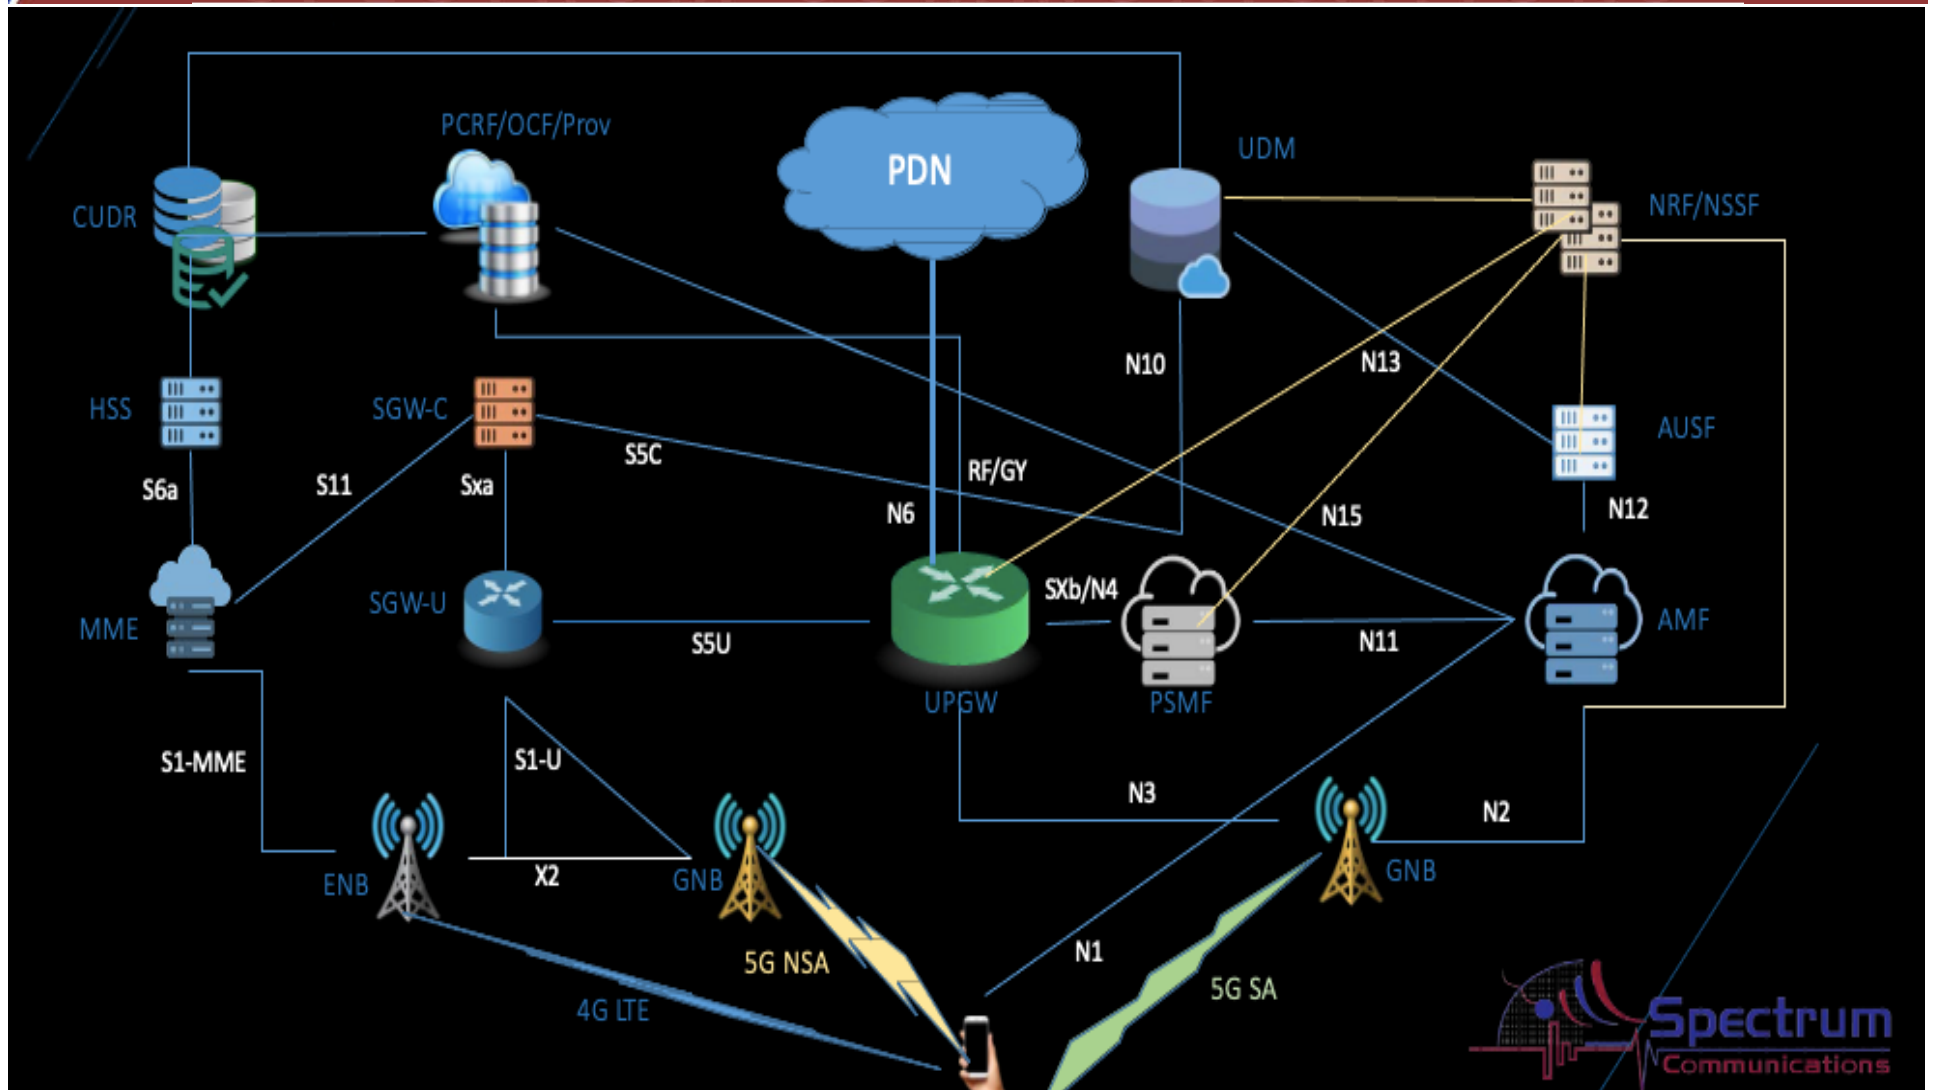 PCRF/OCF/Prov
PDN
UDM
CUDR
NRF/NSSF
N10
N13
HSS
SGW-C
AUSF
S5C
RF/GY
S6a
S11
Sxa
N6
N15
N12
SXb/N4
SGW-U
MME
S5U
N11
AMF
UPGW
PSMF
S1-MME
S1-U
N3
N2
ENB
X2
GNB
GNB
5G NSA
N1
5G SA
4G LTE
Spectrum
Communications